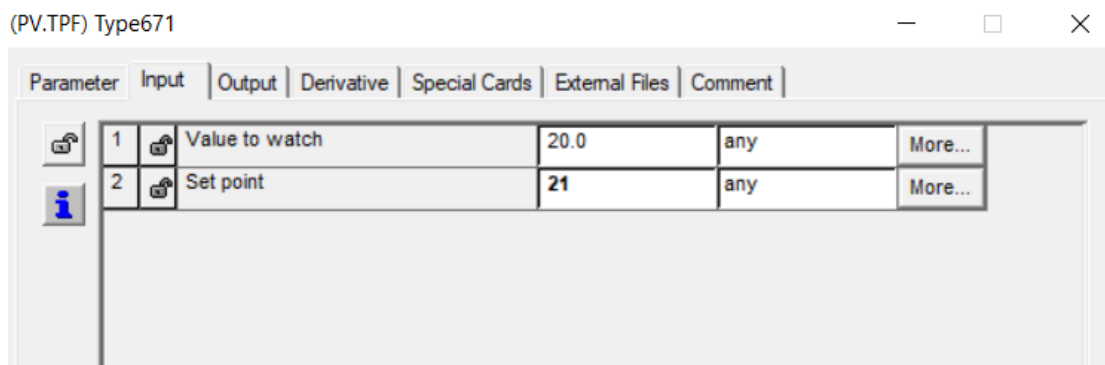 (PV.TPF) Type671
Parameter Input Output Derivative Special Cards External Files Comment
1 Value to watch 20.0 any More...
2 Set point 21 any More...